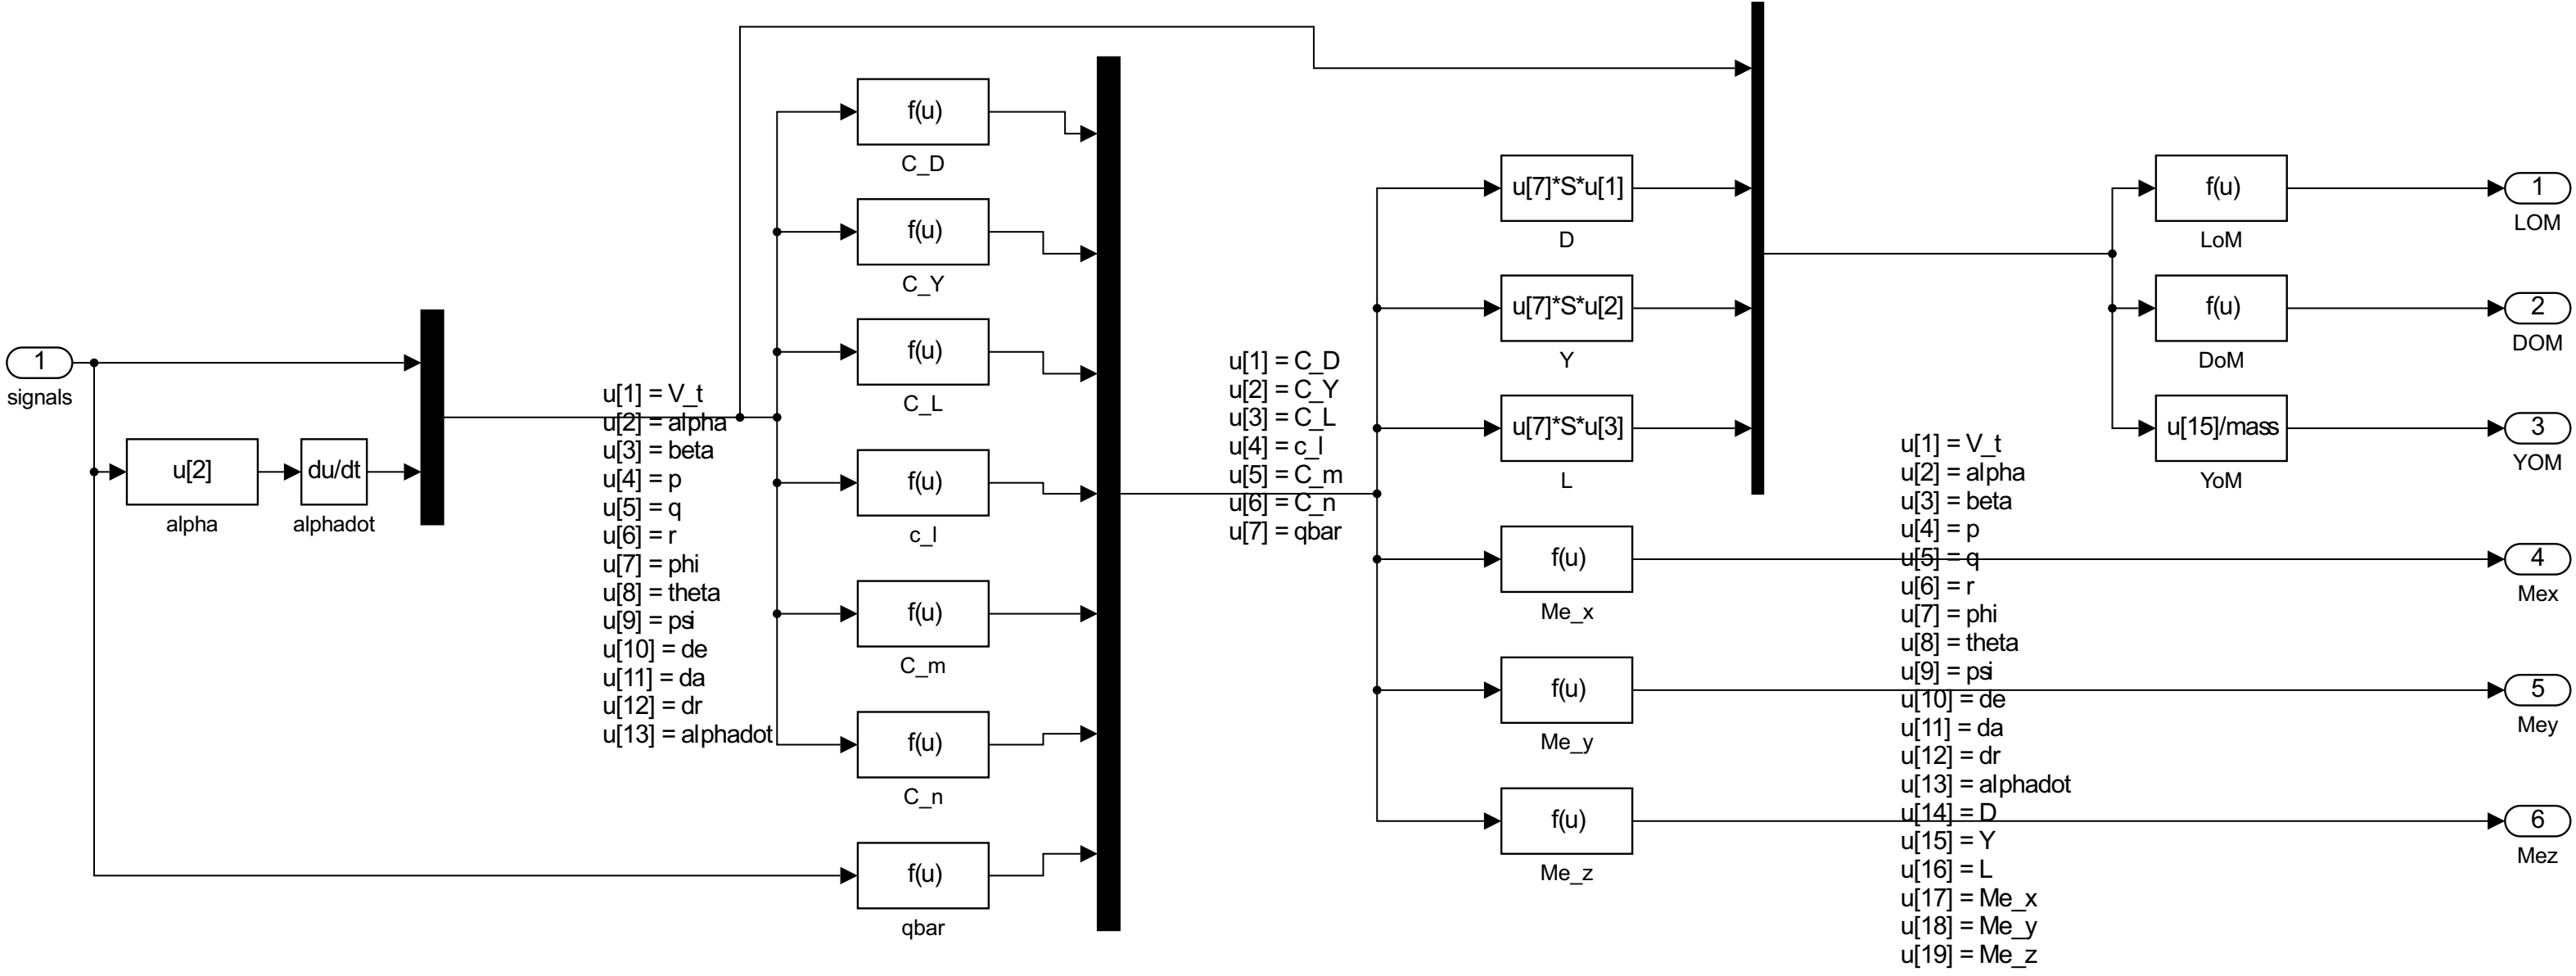 1
signals
u[2]
alpha
du/dt
alphadot
u[1] = V_t
u[2] = alpha
u[3] = beta
u[4] = p
u[5] = q
u[6] = r
u[7] = phi
u[8] = theta
u[9] = psi
u[10] = de
u[11] = da
u[12] = dr
u[13] = alphadot
f(u)
C_D
f(u)
C_Y
f(u)
C_L
f(u)
c_l
f(u)
C_m
f(u)
C_n
f(u)
qbar
u[1] = C_D
u[2] = C_Y
u[3] = C_L
u[4] = c_l
u[5] = C_m
u[6] = C_n
u[7] = qbar
u[7]*S*u[1]
D
u[7]*S*u[2]
Y
u[7]*S*u[3]
L
f(u)
Me_x
f(u)
Me_y
f(u)
Me_z
u[1] = V_t
u[2] = alpha
u[3] = beta
u[4] = p
u[5] = q
u[6] = r
u[7] = phi
u[8] = theta
u[9] = psi
u[10] = de
u[11] = da
u[12] = dr
u[13] = alphadot
u[14] = D
u[15] = Y
u[16] = L
u[17] = Me_x
u[18] = Me_y
u[19] = Me_z
f(u)
LoM
f(u)
DoM
u[15]/mass
YoM
1
LOM
2
DOM
3
YOM
4
Mex
5
Mey
6
Mez